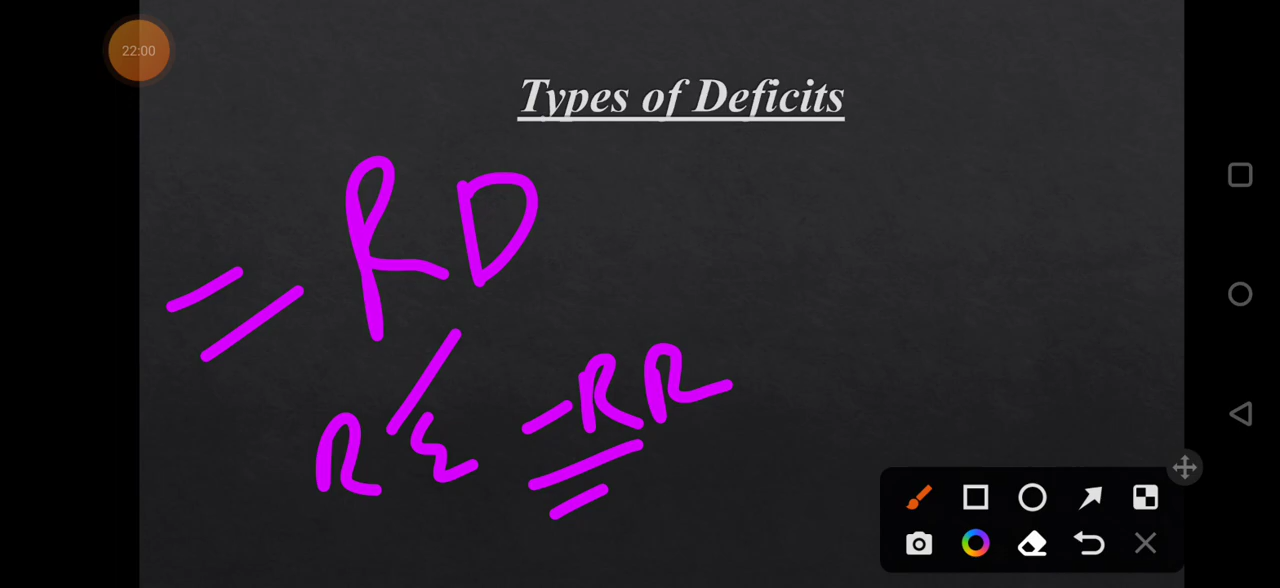 22:00
Types of Deficits
= RD
RE - RR